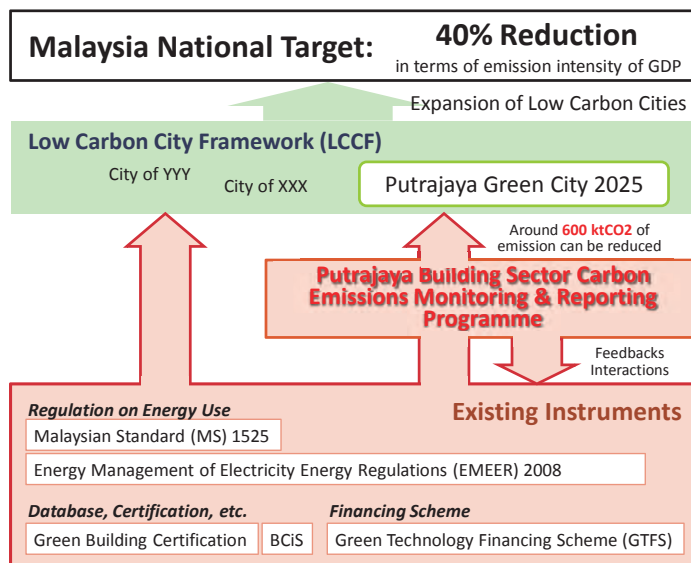 Malaysia National Target:
40% Reduction
in terms of emission intensity of GDP
Expansion of Low Carbon Cities
Low Carbon City Framework (LCCF)
City of YYY
City of XXX
Putrajaya Green City 2025
Around 600 ktCO2 of
emission can be reduced
Putrajaya Building Sector Carbon
Emissions Monitoring & Reporting
Programme
Feedbacks
Interactions
Existing Instruments
Regulation on Energy Use
Malaysian Standard (MS) 1525
Energy Management of Electricity Energy Regulations (EMEER) 2008
Database, Certification, etc.
Green Building Certification
BCiS
Financing Scheme
Green Technology Financing Scheme (GTFS)